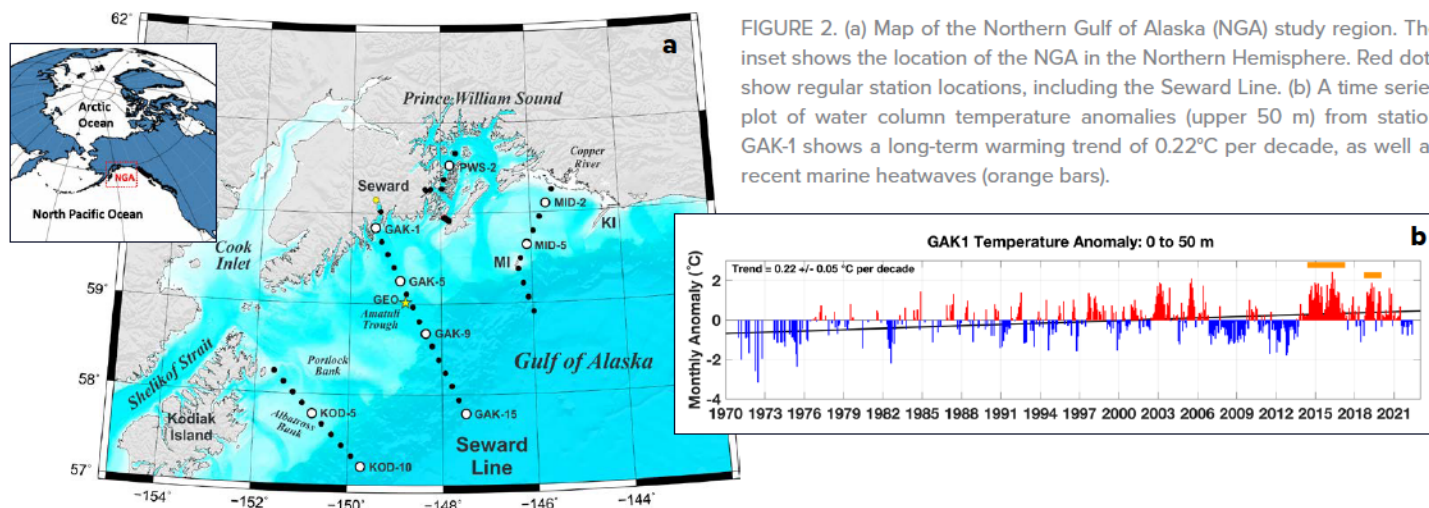 62°
a
Prince William Sound
Copper
River
PWS-2
Seward
MID-2
KI
GAK-1
MID-5
Cook
Inlet
MI
GAK-5
59°
GEO
Amatuli
Trough
GAK-9
Gulf of Alaska
Shelikof Strait
Portlock
Bank
58°
GAK-15
KOD-5
Kodiak
Island
Albatross
Bank
Seward
Line
KOD-10
57°
−154°
−152°
−150°
−148°
−146°
−144°
Arctic
Ocean
NGA
North Pacific Ocean
FIGURE 2. (a) Map of the Northern Gulf of Alaska (NGA) study region. Th
inset shows the location of the NGA in the Northern Hemisphere. Red dot
show regular station locations, including the Seward Line. (b) A time serie
plot of water column temperature anomalies (upper 50 m) from statio
GAK-1 shows a long-term warming trend of 0.22°C per decade, as well a
recent marine heatwaves (orange bars).
GAK1 Temperature Anomaly: 0 to 50 m
b
Trend = 0.22 +/- 0.05 °C per decade
Monthly Anomaly (°C)
2
0
-2
-4
1970 1973 1976 1979 1982 1985 1988 1991 1994 1997 2000 2003 2006 2009 2012 2015 2018 2021